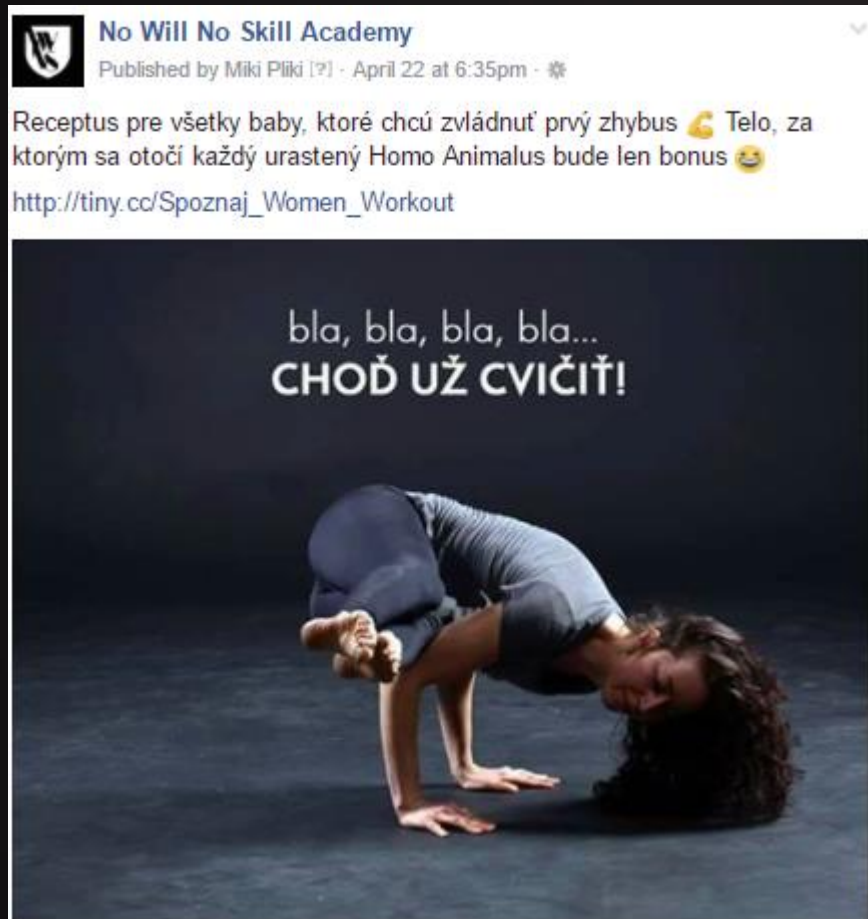 No Will No Skill Academy
Published by Miki Pliki [?] · April 22 at 6:35pm ·
Receptus pre všetky baby, ktoré chcú zvládnuť prvý zhybus 💪 Telo, za
ktorým sa otočí každý urastený Homo Animalus bude len bonus 😂
http://tiny.cc/Spoznaj_Women_Workout
bla, bla, bla, bla...
CHOĎ UŽ CVIČIŤ!